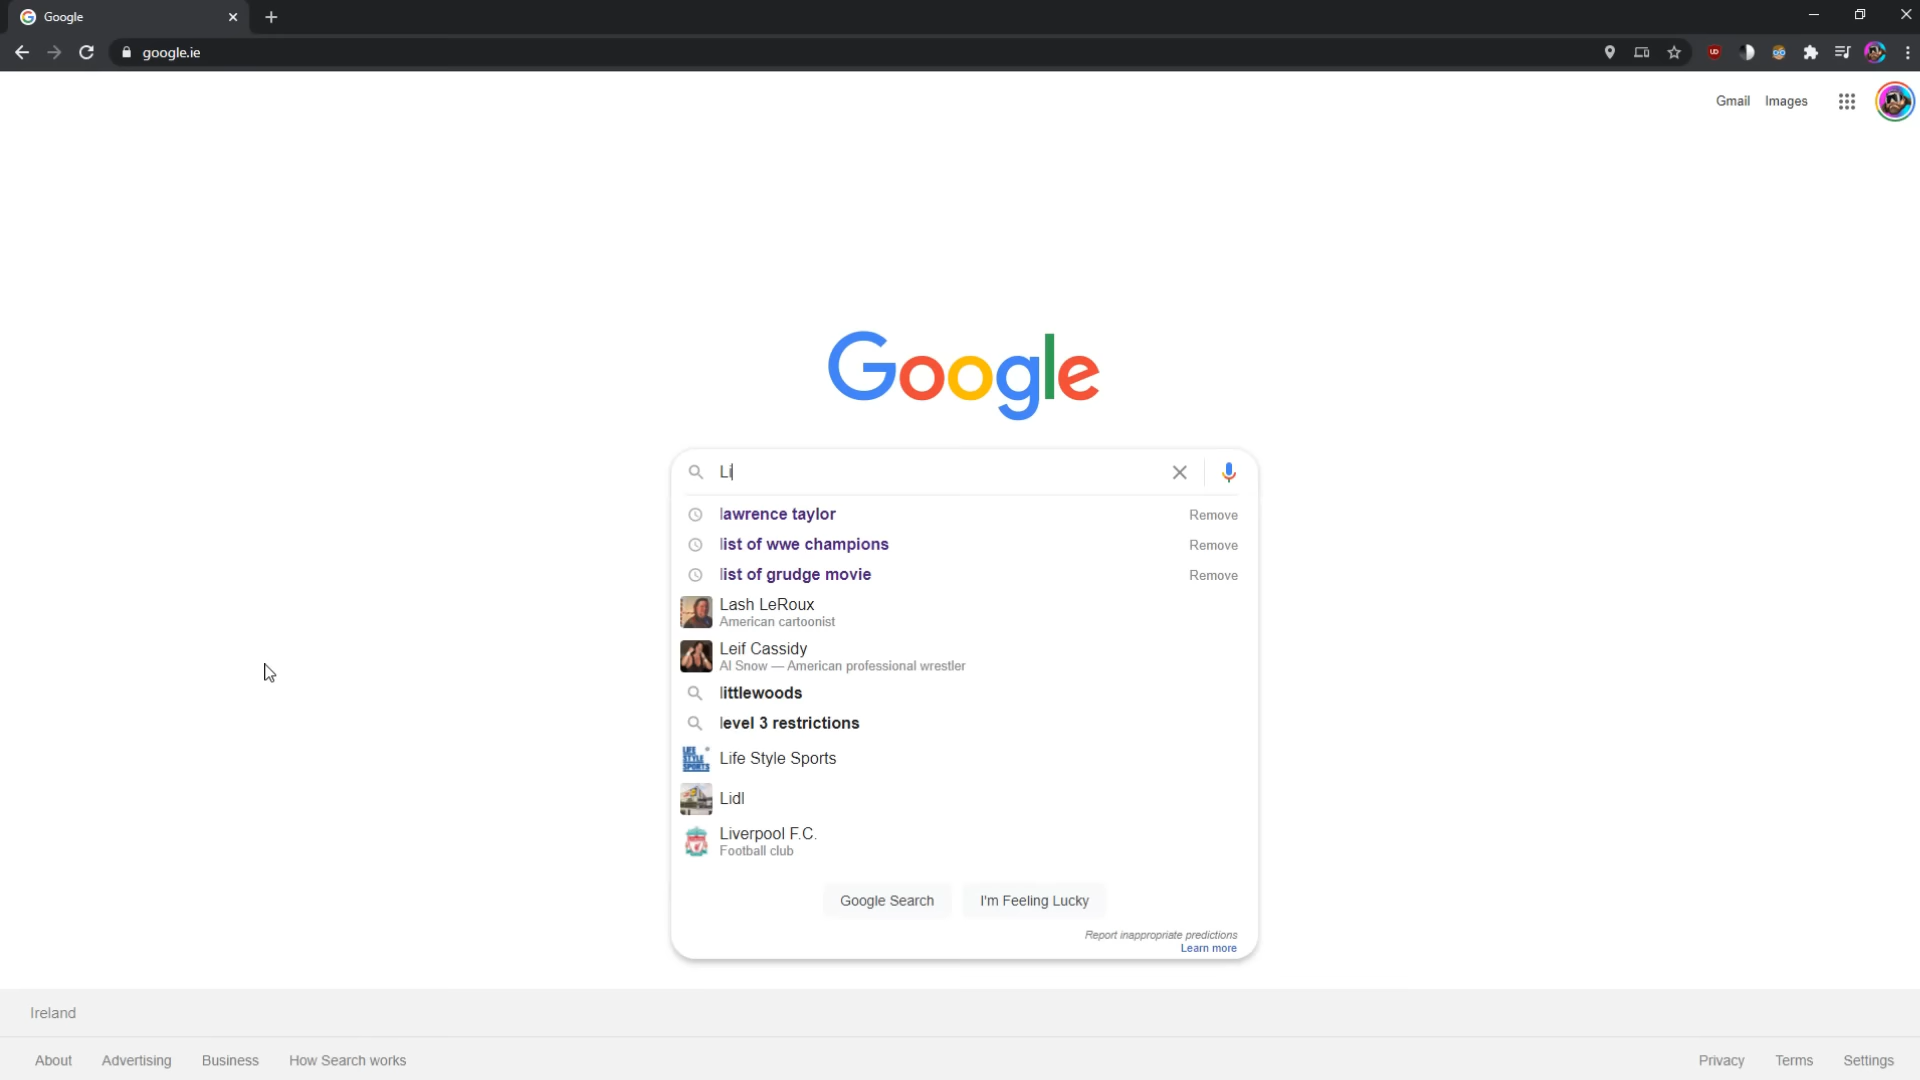 Google
google.ie
Gmail Images
Google
Li
lawrence taylor Remove
list of wwe champions Remove
list of grudge movie Remove
Lash LeRoux
American cartoonist
Leif Cassidy
Al Snow — American professional wrestler
littlewoods
level 3 restrictions
LIFE
STYLE
SPORTS
Life Style Sports
Lidl
Liverpool F.C.
Football club
Google Search I'm Feeling Lucky
Report inappropriate predictions
Learn more
Ireland
About Advertising Business How Search works Privacy Terms Settings